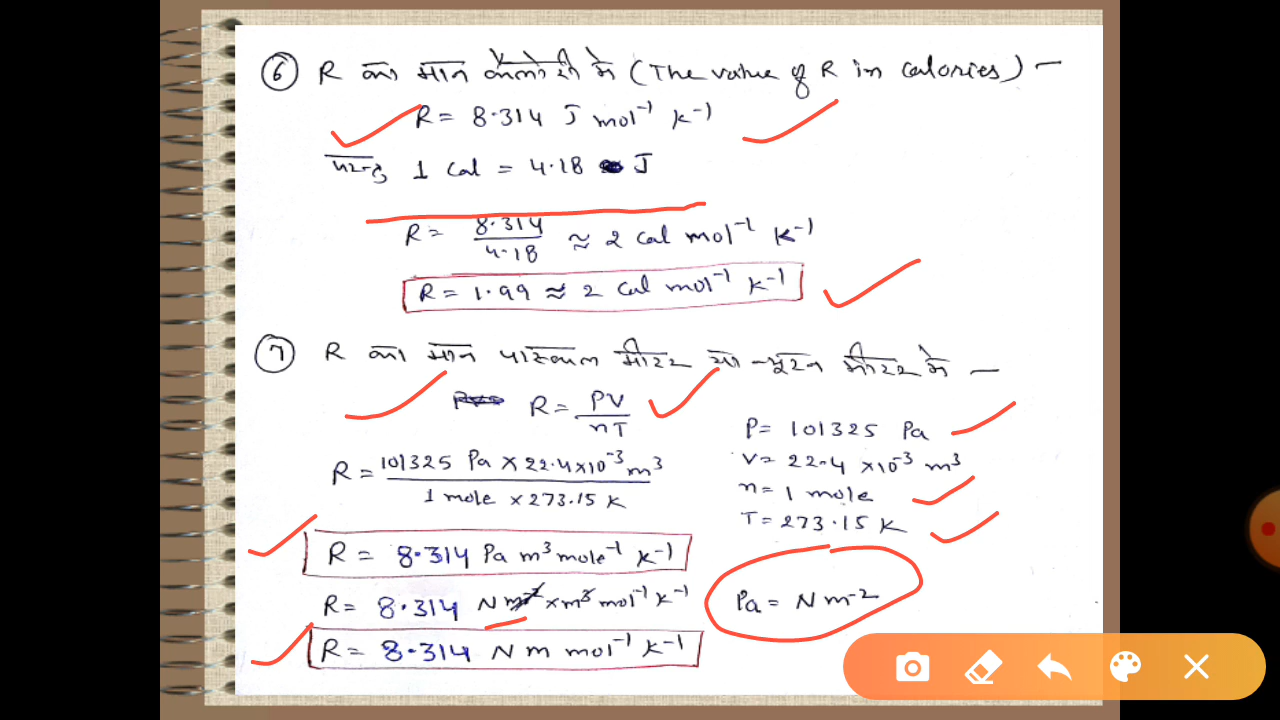 ⑥ R का मान कैलोरी में (The value of R in calories) –
R = 8.314 J mol⁻¹ K⁻¹
परन्तु 1 Cal = 4.18 J
R = 8.314/4.18 ≈ 2 Cal mol⁻¹ K⁻¹
R = 1.99 ≈ 2 Cal mol⁻¹ K⁻¹
⑦ R का मान पास्कल मीटर या न्यूटन मीटर में –
R = PV/nT
P = 101325 Pa
V = 22.4 × 10⁻³ m³
n = 1 mole
T = 273.15 K
R = 101325 Pa × 22.4 × 10⁻³ m³ / 1 mole × 273.15 K
R = 8.314 Pa m³ mole⁻¹ K⁻¹
R = 8.314 N m⁻² × m³ mol⁻¹ K⁻¹
Pa = N m⁻²
R = 8.314 N m mol⁻¹ K⁻¹